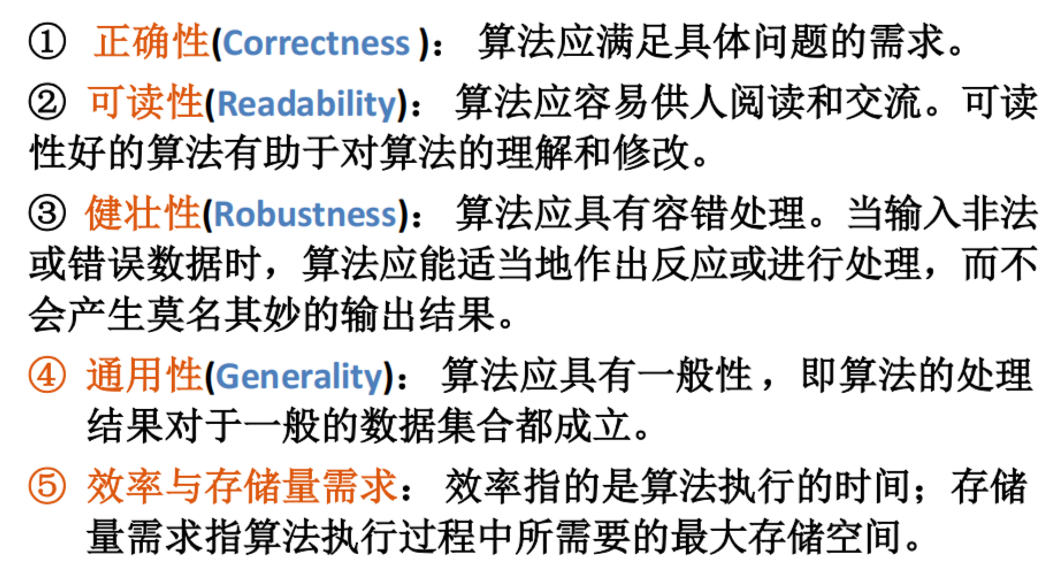 ① 正确性(Correctness )： 算法应满足具体问题的需求。
② 可读性(Readability)： 算法应容易供人阅读和交流。可读
性好的算法有助于对算法的理解和修改。
③ 健壮性(Robustness)： 算法应具有容错处理。当输入非法
或错误数据时，算法应能适当地作出反应或进行处理，而不
会产生莫名其妙的输出结果。
④ 通用性(Generality)： 算法应具有一般性 ，即算法的处理
结果对于一般的数据集合都成立。
⑤ 效率与存储量需求： 效率指的是算法执行的时间；存储
量需求指算法执行过程中所需要的最大存储空间。